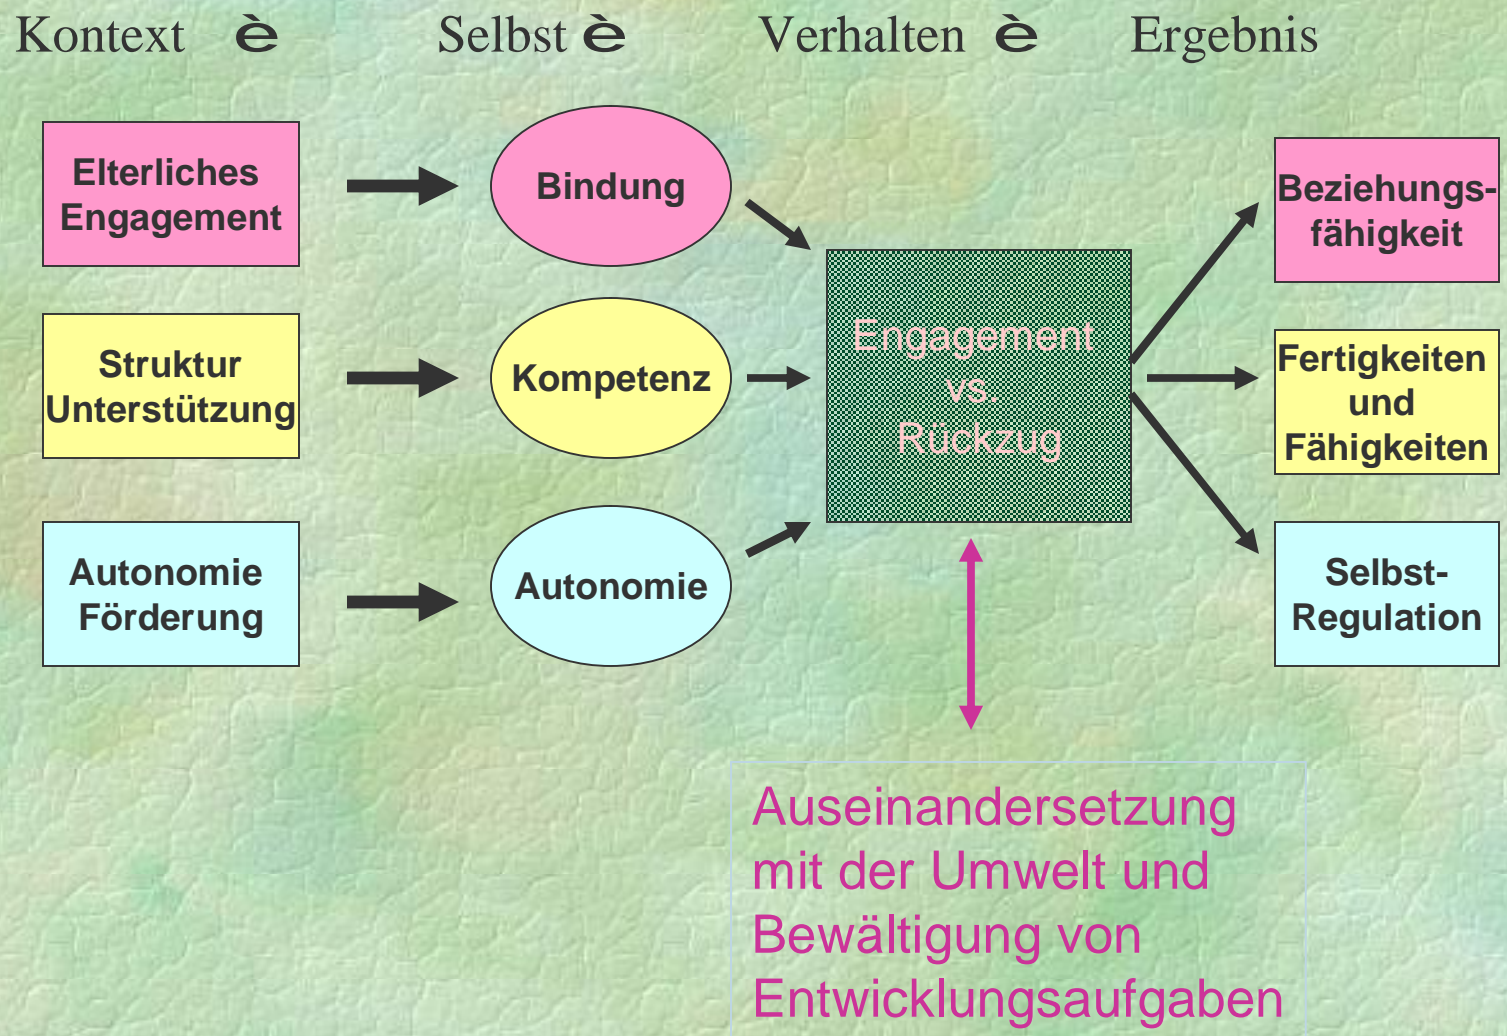 Kontext è Selbst è Verhalten è Ergebnis
Elterliches
Engagement
Bindung
Beziehungs-
fähigkeit
Struktur
Unterstützung
Kompetenz
Engagement
vs.
Rückzug
Fertigkeiten
und
Fähigkeiten
Autonomie
Förderung
Autonomie
Selbst-
Regulation
Auseinandersetzung
mit der Umwelt und
Bewältigung von
Entwicklungsaufgaben